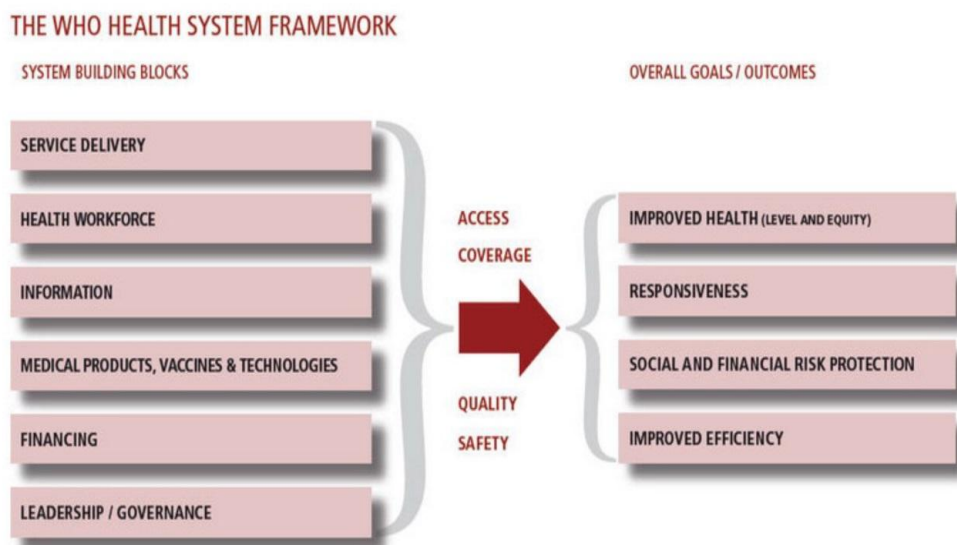 THE WHO HEALTH SYSTEM FRAMEWORK
SYSTEM BUILDING BLOCKS
OVERALL GOALS / OUTCOMES
SERVICE DELIVERY
HEALTH WORKFORCE
INFORMATION
MEDICAL PRODUCTS, VACCINES & TECHNOLOGIES
FINANCING
LEADERSHIP / GOVERNANCE
ACCESS
COVERAGE
QUALITY
SAFETY
IMPROVED HEALTH (LEVEL AND EQUITY)
RESPONSIVENESS
SOCIAL AND FINANCIAL RISK PROTECTION
IMPROVED EFFICIENCY